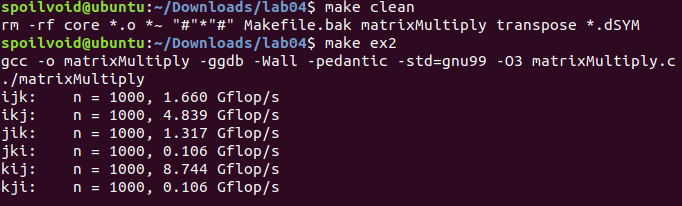 spoilvoid@ubuntu:~/Downloads/lab04$ make clean
rm -rf core *.o *~ "#"*"#" Makefile.bak matrixMultiply transpose *.dSYM
spoilvoid@ubuntu:~/Downloads/lab04$ make ex2
gcc -o matrixMultiply -ggdb -Wall -pedantic -std=gnu99 -O3 matrixMultiply.c
./matrixMultiply
ijk:    n = 1000, 1.660 Gflop/s
ikj:    n = 1000, 4.839 Gflop/s
jik:    n = 1000, 1.317 Gflop/s
jki:    n = 1000, 0.106 Gflop/s
kij:    n = 1000, 8.744 Gflop/s
kji:    n = 1000, 0.106 Gflop/s